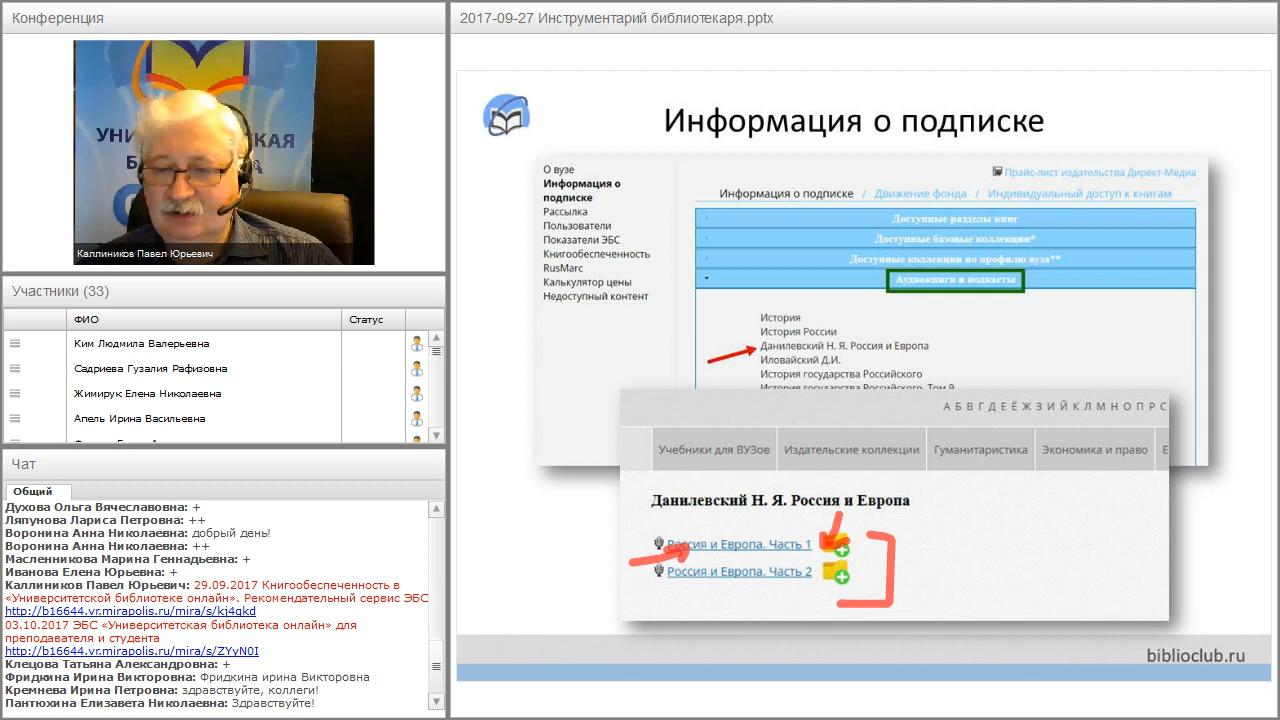 Конференция
УНИ
СКАЯ
Каллиников Павел Юрьевич
Участники (33)
ФИО
Статус
Ким Людмила Валерьевна
Садриева Гузалия Рафизовна
Жимирук Елена Николаевна
Апель Ирина Васильевна
Чат
Общий
Духова Ольга Вячеславовна: +
Ляпунова Лариса Петровна: ++
Воронина Анна Николаевна: добрый день!
Воронина Анна Николаевна: ++
Масленникова Марина Геннадьевна: +
Иванова Елена Юрьевна: +
Каллиников Павел Юрьевич: 29.09.2017 Книгообеспеченность в
«Университетской библиотеке онлайн». Рекомендательный сервис ЭБС
http://b16644.vr.mirapolis.ru/mira/s/kj4qkd
03.10.2017 ЭБС «Университетская библиотека онлайн» для
преподавателя и студента
http://b16644.vr.mirapolis.ru/mira/s/ZYyN0I
Клецова Татьяна Александровна: +
Фридкина Ирина Викторовна: Фридкина ирина Викторовна
Кремнева Ирина Петровна: здравствуйте, коллеги!
Пантюхина Елизавета Николаевна: Здравствуйте!
2017-09-27 Инструментарий библиотекаря.pptx
Информация о подписке
О вузе
Информация о
подписке
Рассылка
Пользователи
Показатели ЭБС
Книгообеспеченность
RusMarc
Калькулятор цены
Недоступный контент
Прайс-лист издательства Директ-Медиа
Информация о подписке / Движение фонда / Индивидуальный доступ к книгам
Доступные разделы книг
Доступные базовые коллекции*
Доступные коллекции по профилю вуза**
Аудиокниги и подкасты
История
История России
Данилевский Н. Я. Россия и Европа
Иловайский Д.И.
История государства Российского
История государства Российского. Том 9
А Б В Г Д Е Ё Ж З И Й К Л М Н О П Р С
Учебники для ВУЗов
Издательские коллекции
Гуманитаристика
Экономика и право
Е
Данилевский Н. Я. Россия и Европа
Россия и Европа. Часть 1
Россия и Европа. Часть 2
biblioclub.ru